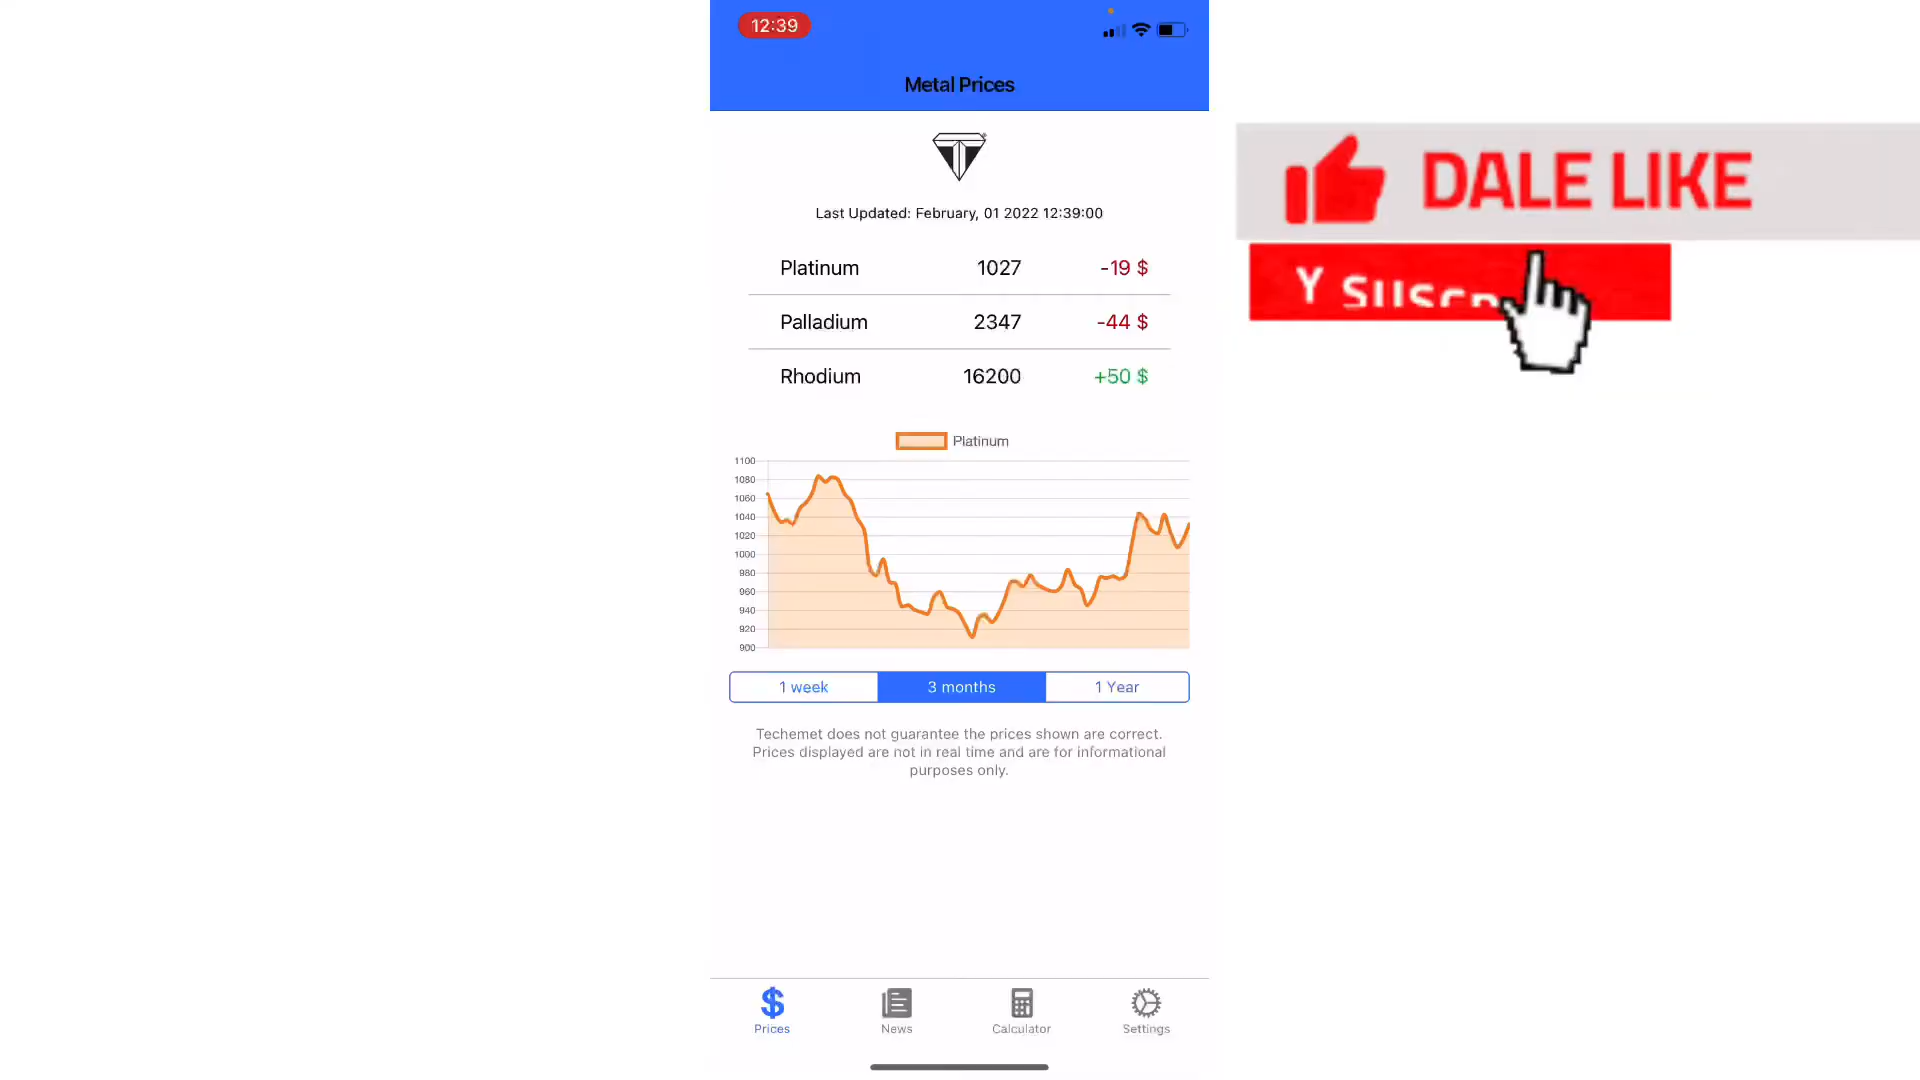 12:39
Metal Prices
Last Updated: February, 01 2022 12:39:00
Platinum 1027 -19 $
Palladium 2347 -44 $
Rhodium 16200 +50 $
Platinum
1100
1080
1060
1040
1020
1000
980
960
940
920
900
1 week 3 months 1 Year
Techemet does not guarantee the prices shown are correct.
Prices displayed are not in real time and are for informational
purposes only.
Prices News Calculator Settings
DALE LIKE
Y